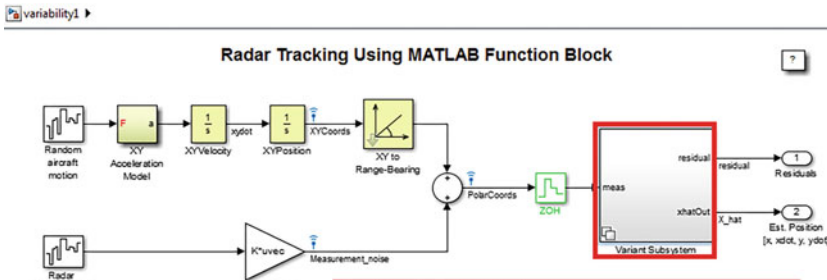 variability1
Radar Tracking Using MATLAB Function Block
?
Random
aircraft
motion
F a
XY
Acceleration
Model
1
s
XYVelocity
xydot
1
s
XYPosition
XYCoords
XY to
Range-Bearing
+
+
PolarCoords
ZOH
meas
residual
xhatOut
Variant Subsystem
residual
1
Residuals
X_hat
2
Est. Position
[x, xdot, y, ydot]
Radar
K*uvec
Measurement_noise